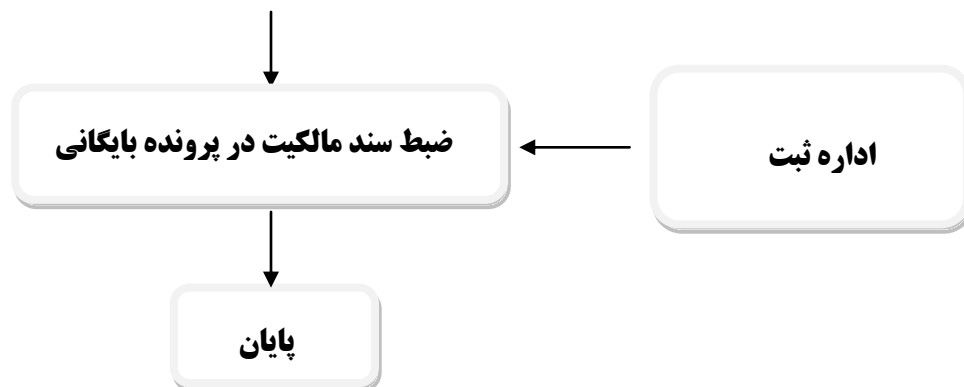 ضبط سند مالکیت در پرونده بایگانی
اداره ثبت
پایان